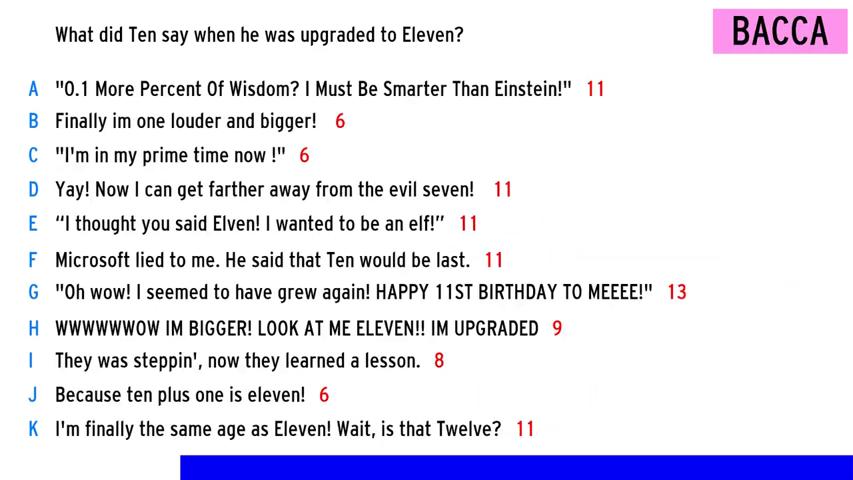 What did Ten say when he was upgraded to Eleven?
BACCA
A "0.1 More Percent Of Wisdom? I Must Be Smarter Than Einstein!" 11
B Finally im one louder and bigger! 6
C "I'm in my prime time now !" 6
D Yay! Now I can get farther away from the evil seven! 11
E “I thought you said Elven! I wanted to be an elf!” 11
F Microsoft lied to me. He said that Ten would be last. 11
G "Oh wow! I seemed to have grew again! HAPPY 11ST BIRTHDAY TO MEEEE!" 13
H WWWWWWOW IM BIGGER! LOOK AT ME ELEVEN!! IM UPGRADED 9
I They was steppin', now they learned a lesson. 8
J Because ten plus one is eleven! 6
K I'm finally the same age as Eleven! Wait, is that Twelve? 11